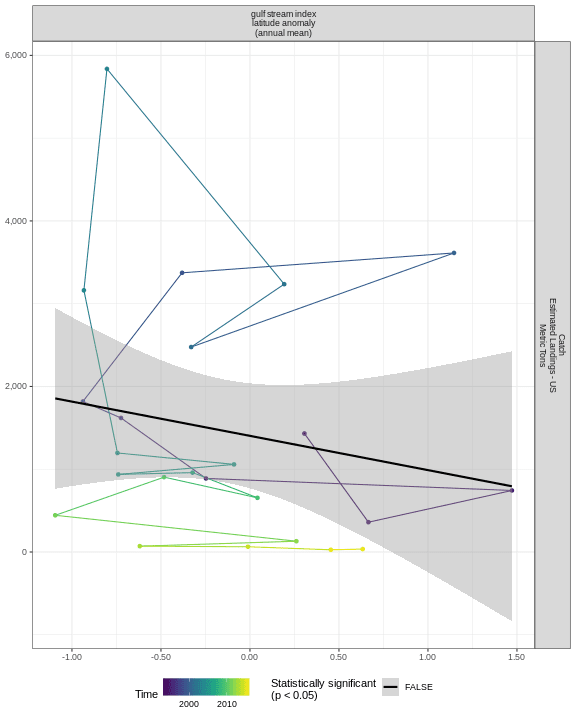 gulf stream index
latitude anomaly
(annual mean)
6,000
4,000
2,000
0
Catch
Estimated Landings - US
Metric Tons
-1.00
-0.50
0.00
0.50
1.00
1.50
Time
2000
2010
Statistically significant
(p < 0.05)
FALSE